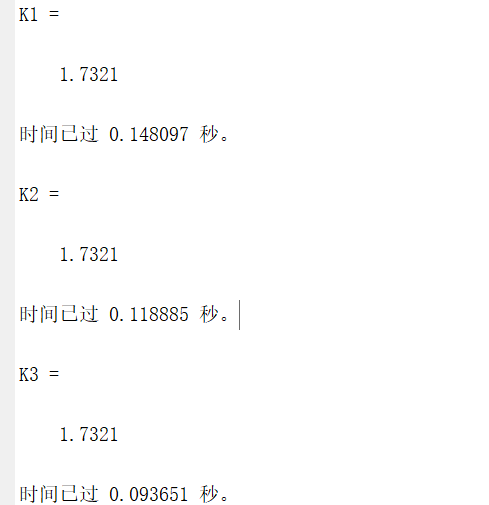 K1 =
1.7321
时间已过 0.148097 秒。
K2 =
1.7321
时间已过 0.118885 秒。
K3 =
1.7321
时间已过 0.093651 秒。